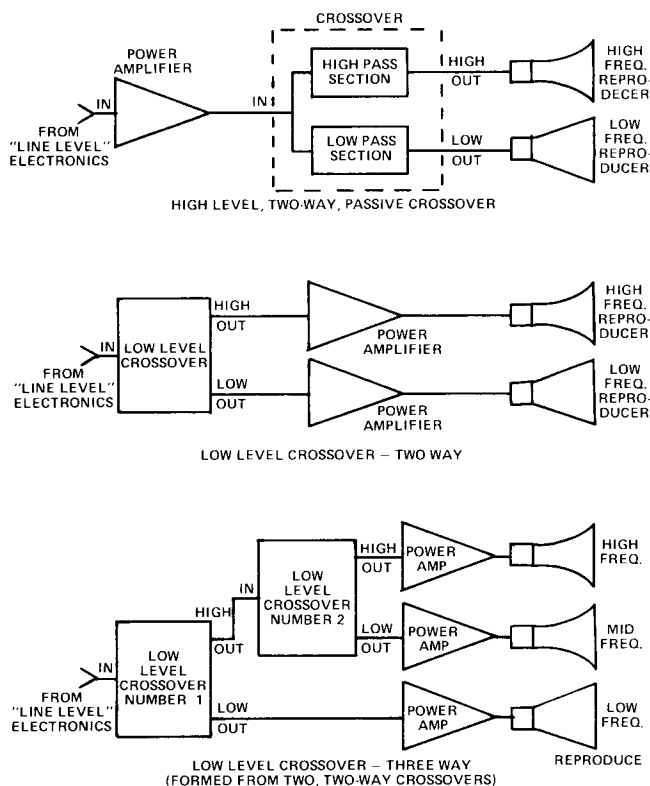 CROSSOVER
POWER
AMPLIFIER
IN
FROM
"LINE LEVEL"
ELECTRONICS
IN
HIGH PASS
SECTION
LOW PASS
SECTION
HIGH
OUT
LOW
OUT
HIGH
FREQ.
REPRO-
DECER
LOW
FREQ.
REPRO-
DUCER
HIGH LEVEL, TWO-WAY, PASSIVE CROSSOVER
IN
FROM
"LINE LEVEL"
ELECTRONICS
LOW LEVEL
CROSSOVER
HIGH
OUT
LOW
OUT
POWER
AMPLIFIER
POWER
AMPLIFIER
HIGH
FREQ.
REPRO-
DUCER
LOW
FREQ.
REPRO-
DUCER
LOW LEVEL CROSSOVER – TWO WAY
IN
FROM
"LINE LEVEL"
ELECTRONICS
LOW
LEVEL
CROSSOVER
NUMBER 1
HIGH
OUT
LOW
OUT
IN
LOW
LEVEL
CROSSOVER
NUMBER 2
HIGH
OUT
LOW
OUT
POWER
AMP
POWER
AMP
POWER
AMP
HIGH
FREQ.
MID
FREQ.
LOW
FREQ.
REPRODUCE
LOW LEVEL CROSSOVER – THREE WAY
(FORMED FROM TWO, TWO-WAY CROSSOVERS)